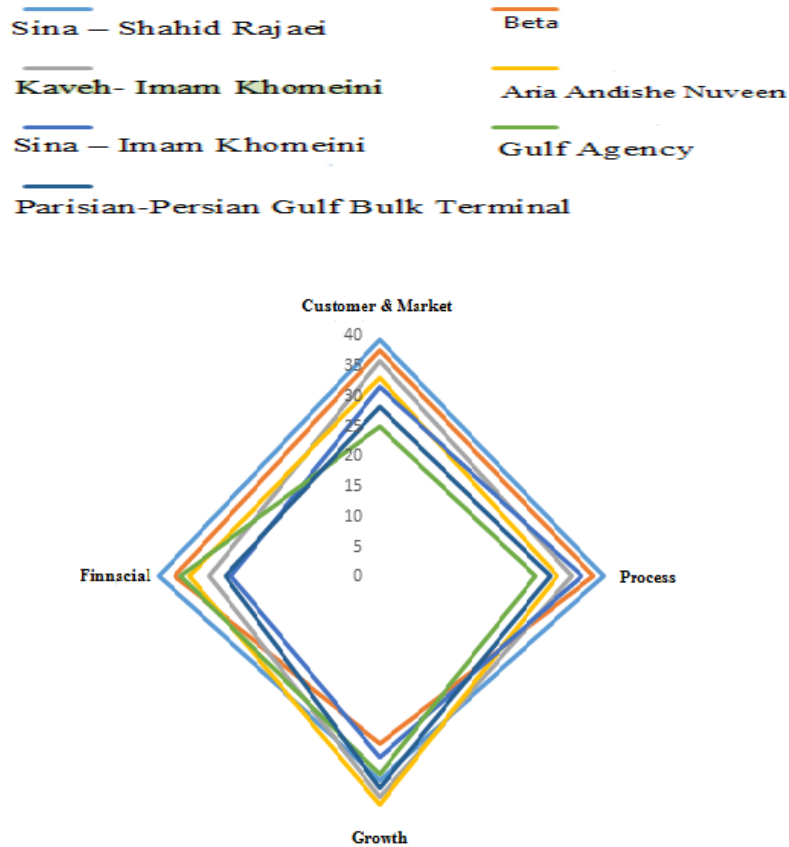 Sina – Shahid Rajaei
Beta
Kaveh- Imam Khomeini
Aria Andishe Nuveen
Sina – Imam Khomeini
Gulf Agency
Parisian-Persian Gulf Bulk Terminal
Customer & Market
40
35
30
25
20
15
10
5
0
Finnacial
Process
Growth